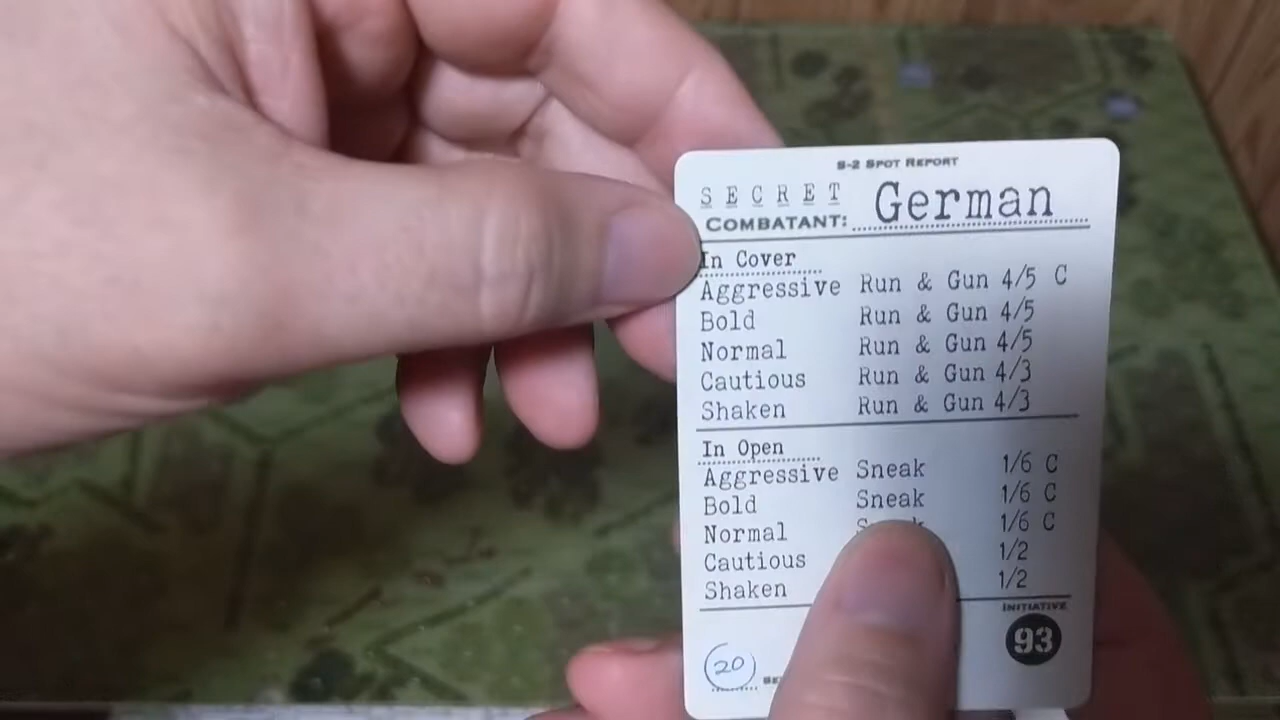 S-2 Spot Report
SECRET
Combatant: German
In Cover
Aggressive Run & Gun 4/5 C
Bold Run & Gun 4/5
Normal Run & Gun 4/5
Cautious Run & Gun 4/3
Shaken Run & Gun 4/3
In Open
Aggressive Sneak 1/6 C
Bold Sneak 1/6 C
Normal 1/6 C
Cautious 1/2
Shaken 1/2
Initiative
93
20